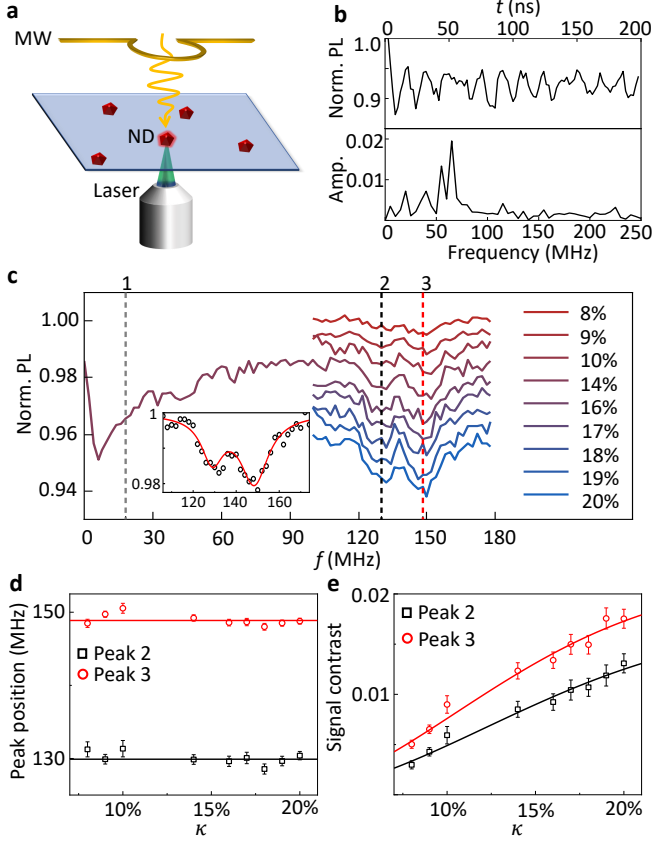 a
MW
ND
Laser
b
t (ns)
0 50 100 150 200
Norm. PL
1.0
0.9
Amp.
0.02
0.01
0 50 100 150 200 250
Frequency (MHz)
c
1 2 3
Norm. PL
1.00
0.98
0.96
0.94
1
0.98
120 140 160
0 30 60 90 120 150 180
f (MHz)
8%
9%
10%
14%
16%
17%
18%
19%
20%
d
Peak position (MHz)
150
130
Peak 2
Peak 3
10% 15% 20%
κ
e
Signal contrast
0.02
0.01
Peak 2
Peak 3
10% 15% 20%
κ